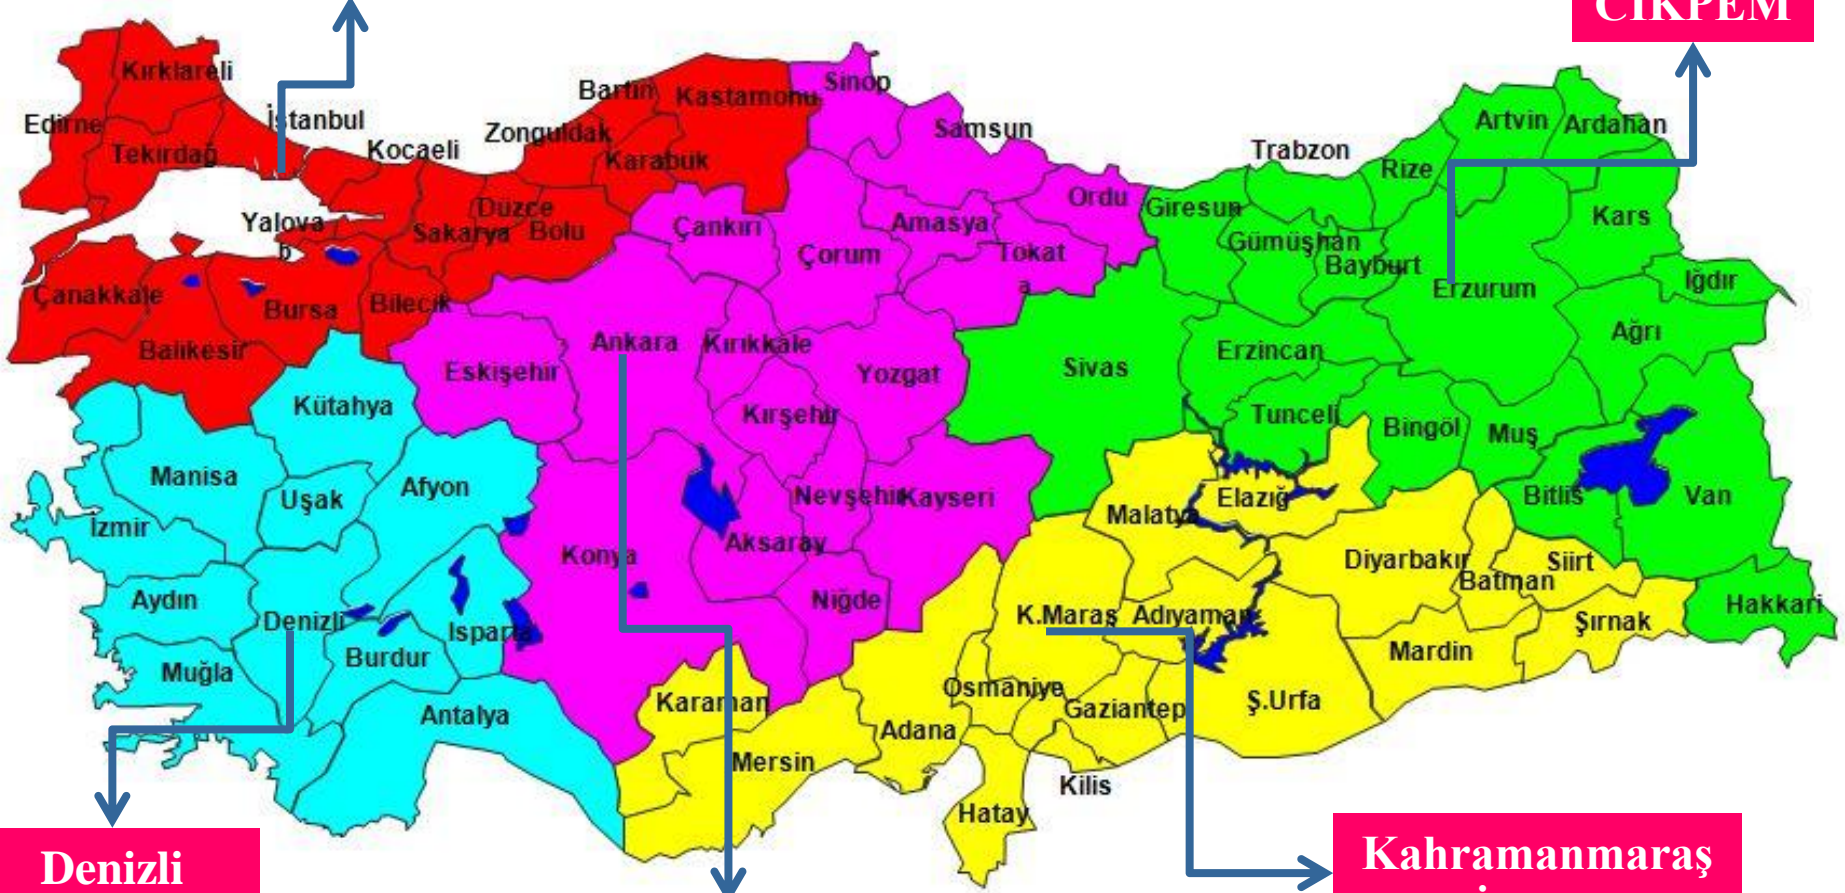 CİKPEM
Kırklareli
Edirne
İstanbul
Tekirdağ
Kocaeli
Yalova
b
Bartın
Kastamonu
Zonguldak
Karabük
Düzce
Sakarya
Bolu
Çanakkale
Bursa
Bilecik
Balıkesir
Sinop
Samsun
Ordu
Çankırı
Amasya
Çorum
Tokat
a
Ankara
Kırıkkale
Eskişehir
Yozgat
Kırşehir
Nevşehir
Kayseri
Aksaray
Konya
Niğde
Trabzon
Rize
Artvin
Ardahan
Giresun
Gümüşhan
Bayburt
Kars
Erzurum
Iğdır
Ağrı
Sivas
Erzincan
Tunceli
Bingöl
Muş
Bitlis
Van
Hakkari
Kütahya
Manisa
Uşak
Afyon
İzmir
Aydın
Denizli
Isparta
Muğla
Burdur
Antalya
Malatya
Elazığ
Diyarbakır
Batman
Siirt
Şırnak
Mardin
K.Maraş
Adıyaman
Karaman
Mersin
Adana
Osmaniye
Gaziantep
Ş.Urfa
Kilis
Hatay
Denizli
Kahramanmaraş